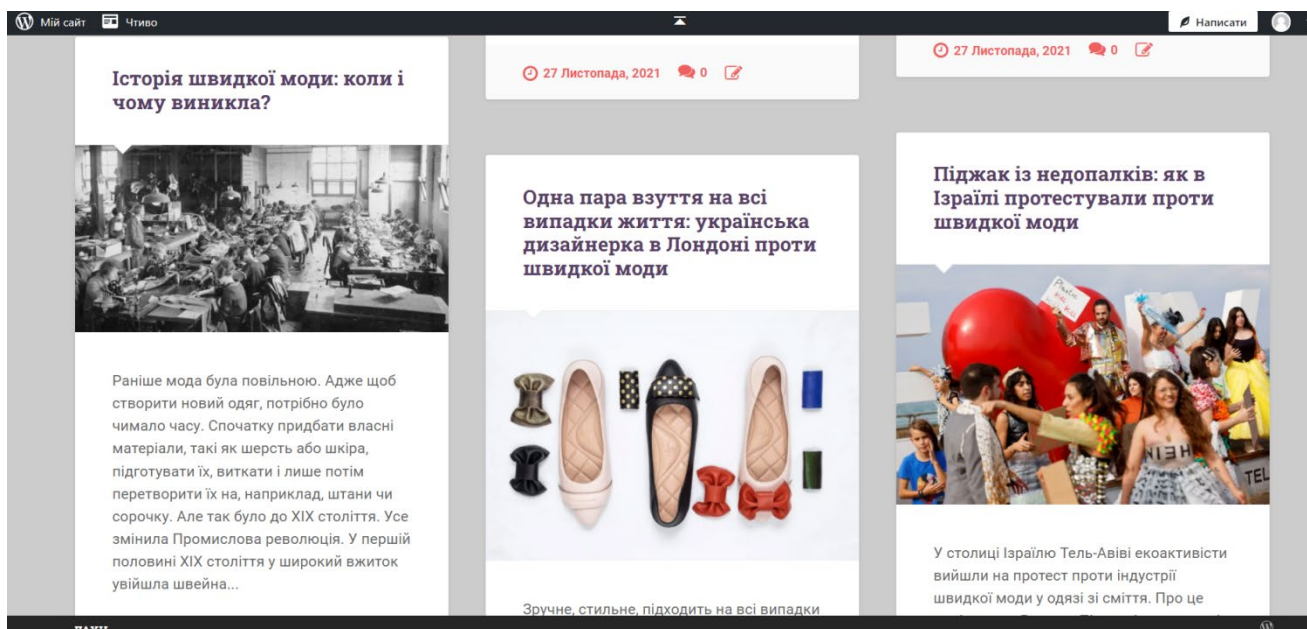 Мій сайт
Чтиво
Написати
Історія швидкої моди: коли і
чому виникла?
Раніше мода була повільною. Адже щоб
створити новий одяг, потрібно було
чимало часу. Спочатку придбати власні
матеріали, такі як шерсть або шкіра,
підготувати їх, виткати і лише потім
перетворити їх на, наприклад, штани чи
сорочку. Але так було до XIX століття. Усе
змінила Промислова революція. У першій
половині XIX століття у широкий вжиток
увійшла швейна...
27 Листопада, 2021 0
Одна пара взуття на всі
випадки життя: українська
дизайнерка в Лондоні проти
швидкої моди
Зручне, стильне, підходить на всі випадки
27 Листопада, 2021 0
Піджак із недопалків: як в
Ізраїлі протестували проти
швидкої моди
Plastic
TEL
У столиці Ізраїлю Тель-Авіві екоактивісти
вийшли на протест проти індустрії
швидкої моди у одязі зі сміття. Про це